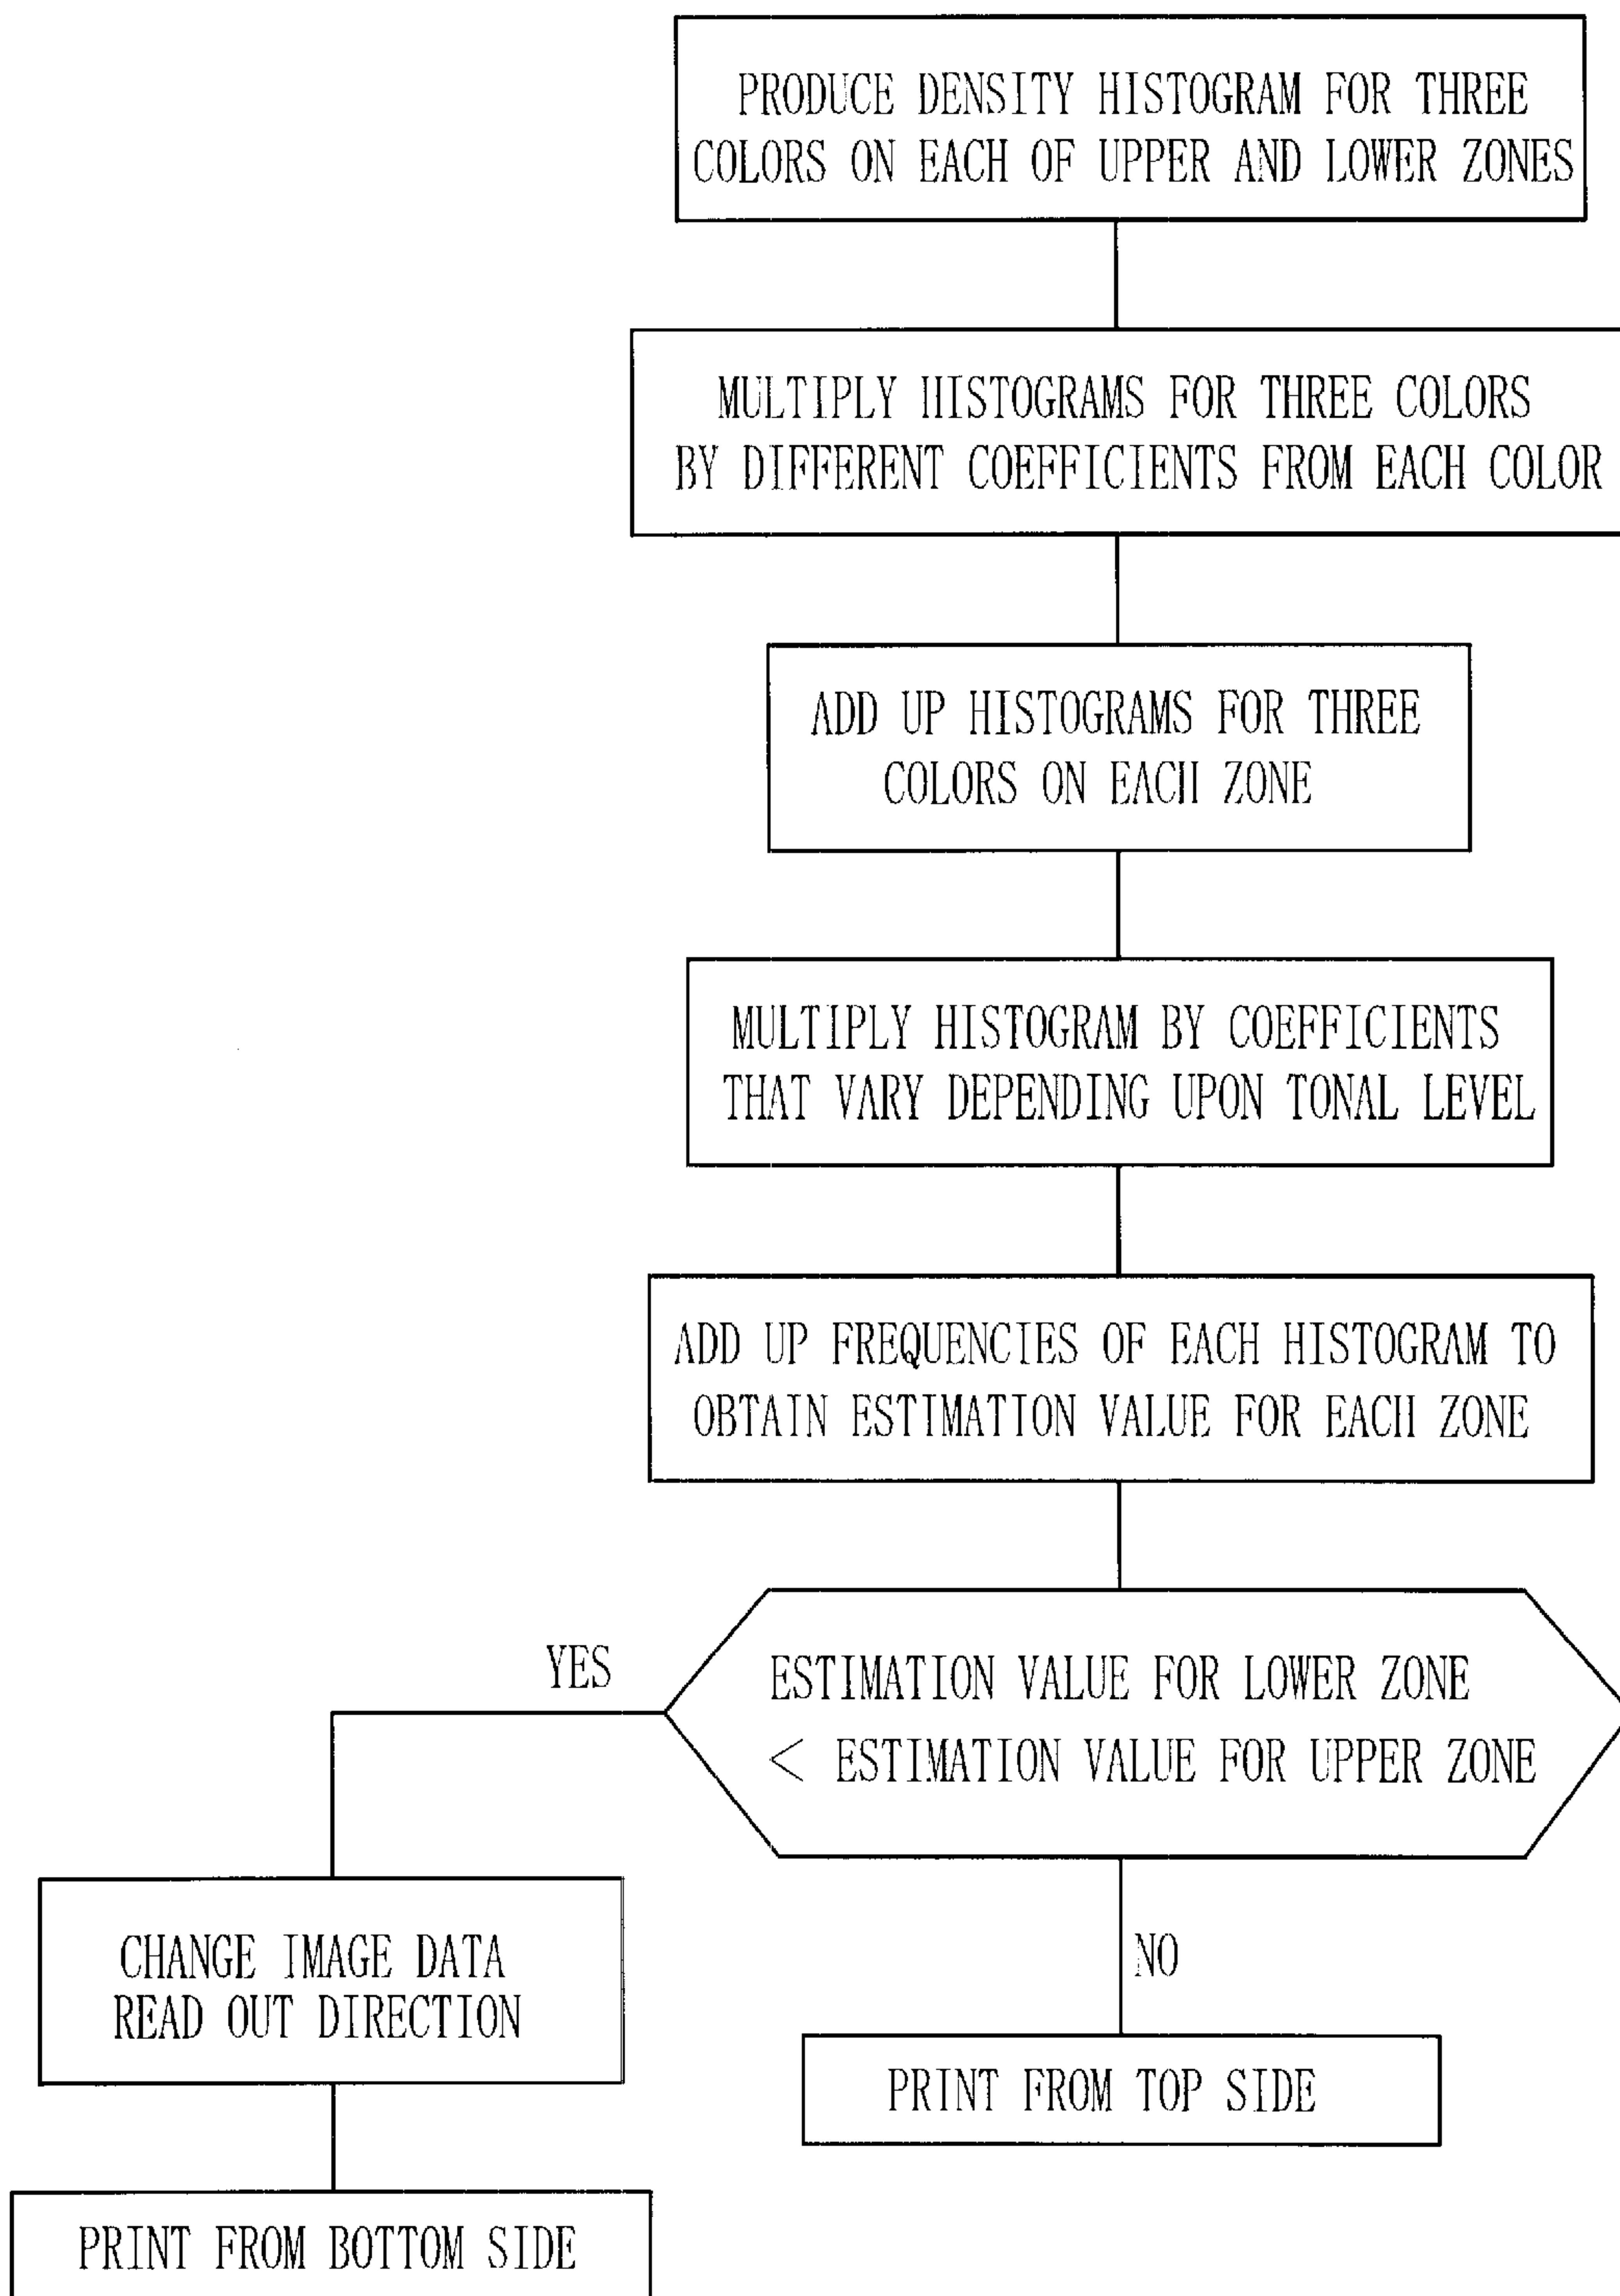 PRODUCE DENSITY HISTOGRAM FOR THREE
COLORS ON EACH OF UPPER AND LOWER ZONES
MULTIPLY HISTOGRAMS FOR THREE COLORS
BY DIFFERENT COEFFICIENTS FROM EACH COLOR
ADD UP HISTOGRAMS FOR THREE
COLORS ON EACH ZONE
MULTIPLY HISTOGRAM BY COEFFICIENTS
THAT VARY DEPENDING UPON TONAL LEVEL
ADD UP FREQUENCIES OF EACH HISTOGRAM TO
OBTAIN ESTIMATION VALUE FOR EACH ZONE
YES
ESTIMATION VALUE FOR LOWER ZONE
< ESTIMATION VALUE FOR UPPER ZONE
CHANGE IMAGE DATA
READ OUT DIRECTION
NO
PRINT FROM TOP SIDE
PRINT FROM BOTTOM SIDE